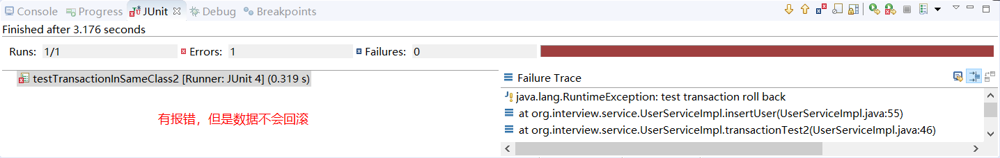 Console Progress JUnit Debug Breakpoints
Finished after 3.176 seconds
Runs: 1/1 Errors: 1 Failures: 0
testTransactionInSameClass2 [Runner: JUnit 4] (0.319 s)
有报错，但是数据不会回滚
Failure Trace
java.lang.RuntimeException: test transaction roll back
at org.interview.service.UserServiceImpl.insertUser(UserServiceImpl.java:55)
at org.interview.service.UserServiceImpl.transactionTest2(UserServiceImpl.java:46)